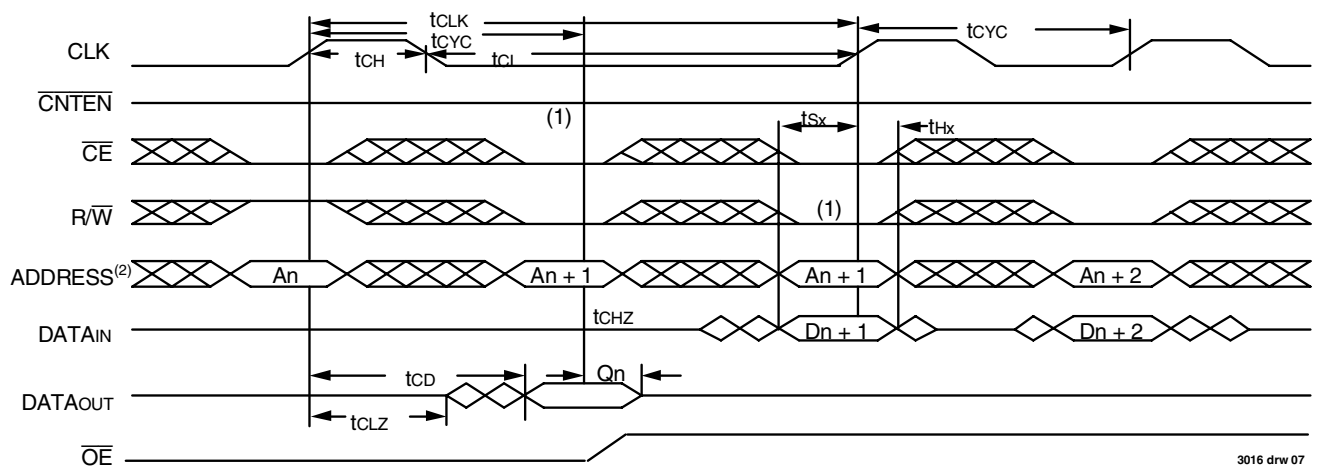 tCLK
tCYC
tCYC
CLK
tCH
tCL
CNTEN
(1)
tSx
tHx
CE
R/W
(1)
ADDRESS(2)
An
An + 1
An + 1
An + 2
DATAIN
tCHZ
Dn + 1
Dn + 2
tCD
Qn
DATAOUT
tCLZ
OE
3016 drw 07